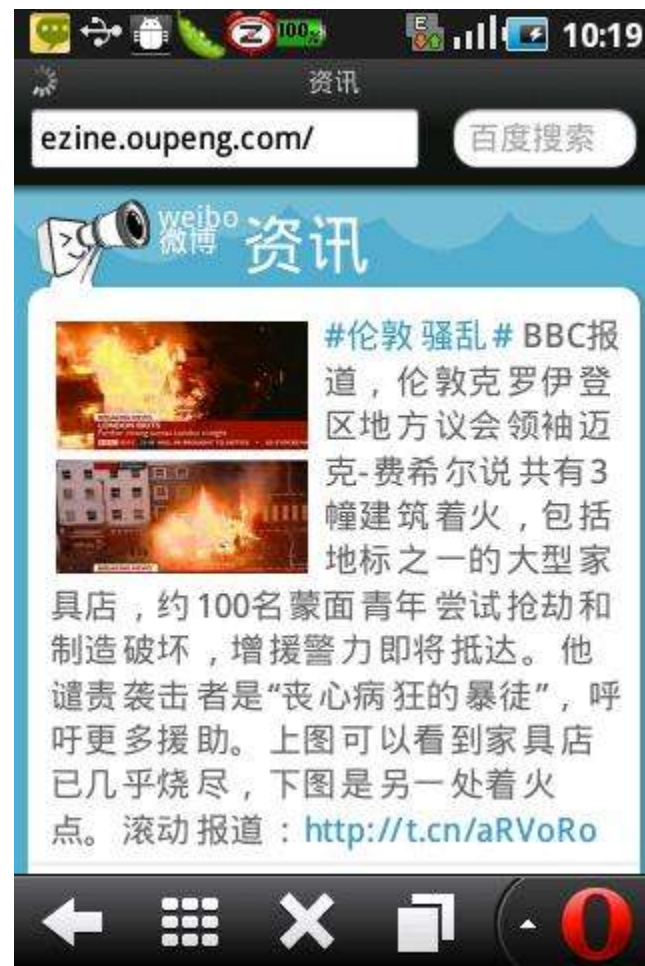 100%
E
10:19
资讯
ezine.oupeng.com/
百度搜索
weibo
微博
资讯
BREAKING NEWS
LONDON RIOTS
BREAKING NEWS
#伦敦骚乱# BBC报
道，伦敦克罗伊登
区地方议会领袖迈
克-费希尔说共有3
幢建筑着火，包括
地标之一的大型家
具店，约100名蒙面青年尝试抢劫和
制造破坏，增援警力即将抵达。他
谴责袭击者是“丧心病狂的暴徒”，呼
吁更多援助。上图可以看到家具店
已几乎烧尽，下图是另一处着火
点。滚动报道：http://t.cn/aRVoRo